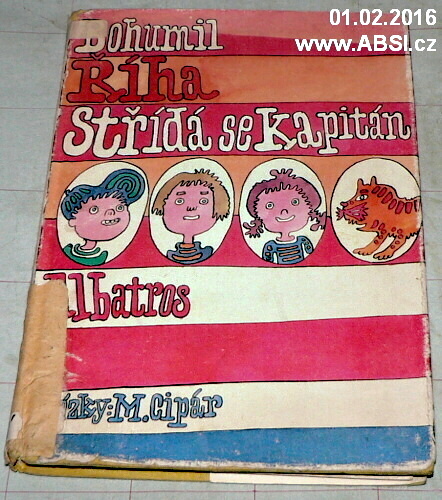 01.02.2016
www.ABSI.cz
Bohumil
Říha
Střídá se Kapitán
Albatros
M. Cipár